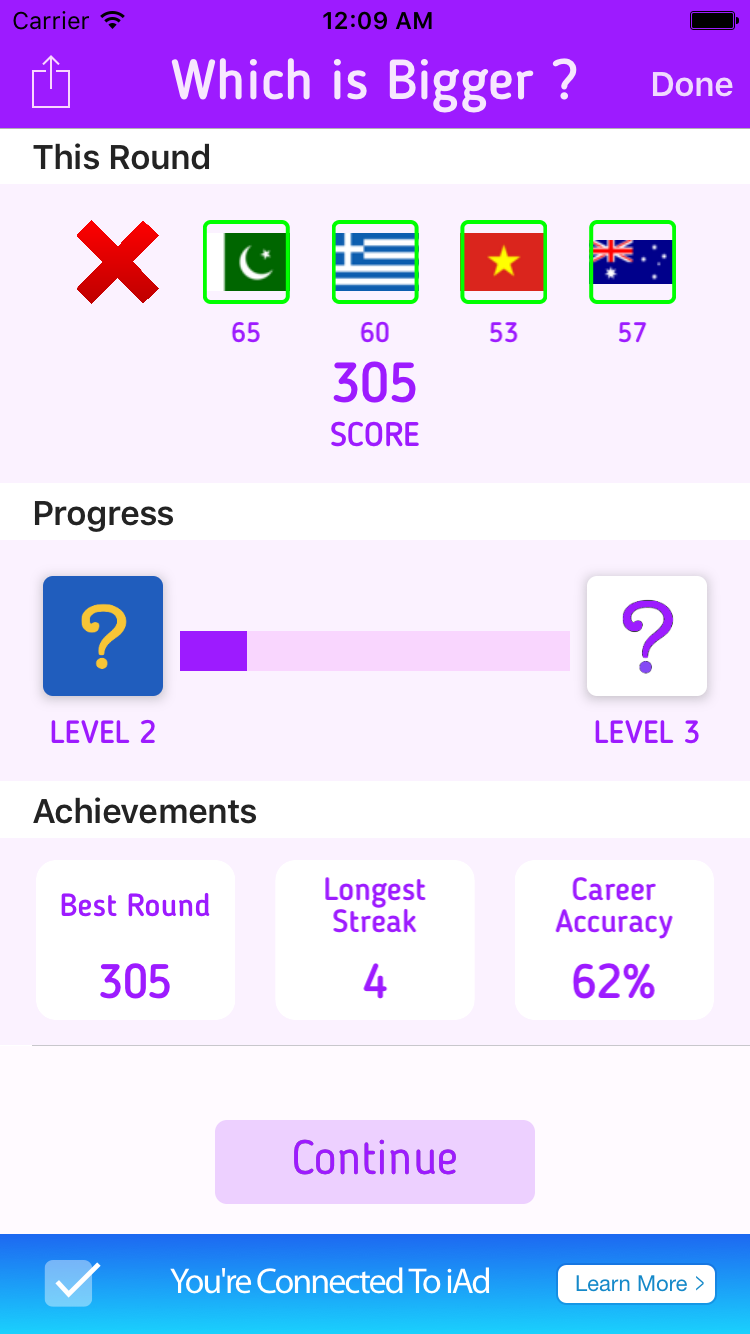 Carrier 12:09 AM
Which is Bigger ?
Done
This Round
65 60 53 57
305
SCORE
Progress
? ?
LEVEL 2 LEVEL 3
Achievements
Best Round
305
Longest
Streak
4
Career
Accuracy
62%
Continue
You're Connected To iAd
Learn More >